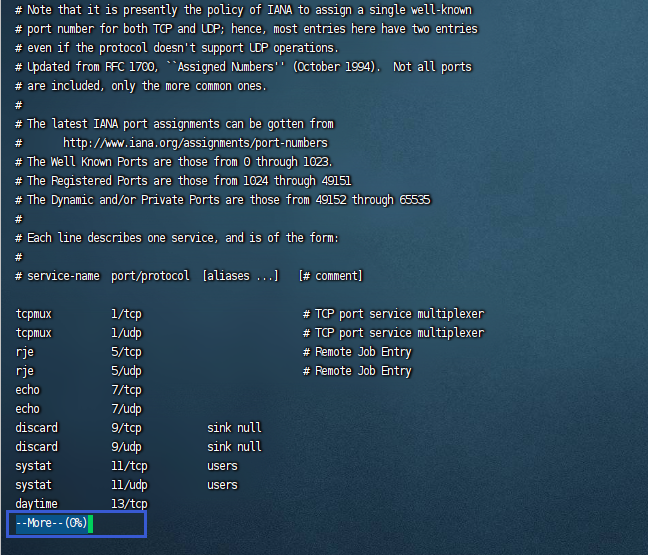 # Note that it is presently the policy of IANA to assign a single well-known
# port number for both TCP and UDP; hence, most entries here have two entries
# even if the protocol doesn't support UDP operations.
# Updated from RFC 1700, ``Assigned Numbers'' (October 1994).  Not all ports
# are included, only the more common ones.
#
# The latest IANA port assignments can be gotten from
#       http://www.iana.org/assignments/port-numbers
# The Well Known Ports are those from 0 through 1023.
# The Registered Ports are those from 1024 through 49151
# The Dynamic and/or Private Ports are those from 49152 through 65535
#
# Each line describes one service, and is of the form:
#
# service-name  port/protocol  [aliases ...]   [# comment]

tcpmux          1/tcp                           # TCP port service multiplexer
tcpmux          1/udp                           # TCP port service multiplexer
rje             5/tcp                           # Remote Job Entry
rje             5/udp                           # Remote Job Entry
echo            7/tcp
echo            7/udp
discard         9/tcp           sink null
discard         9/udp           sink null
systat          11/tcp          users
systat          11/udp          users
daytime         13/tcp
--More--(0%)